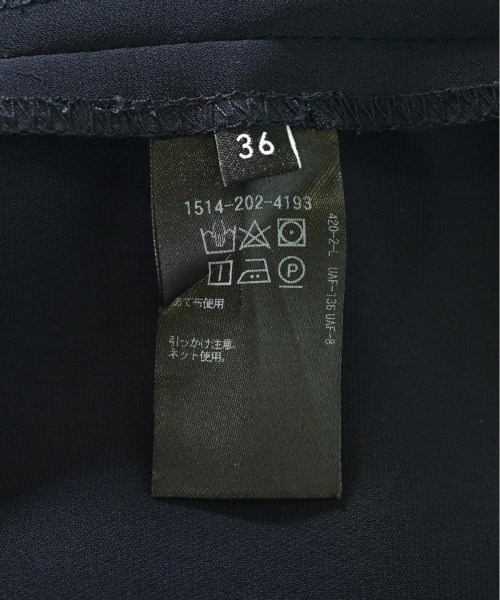 36
1514-202-4193
P
あて布使用
引っかけ注意。
ネット使用。
420-2-L UAF-136 UAF-8